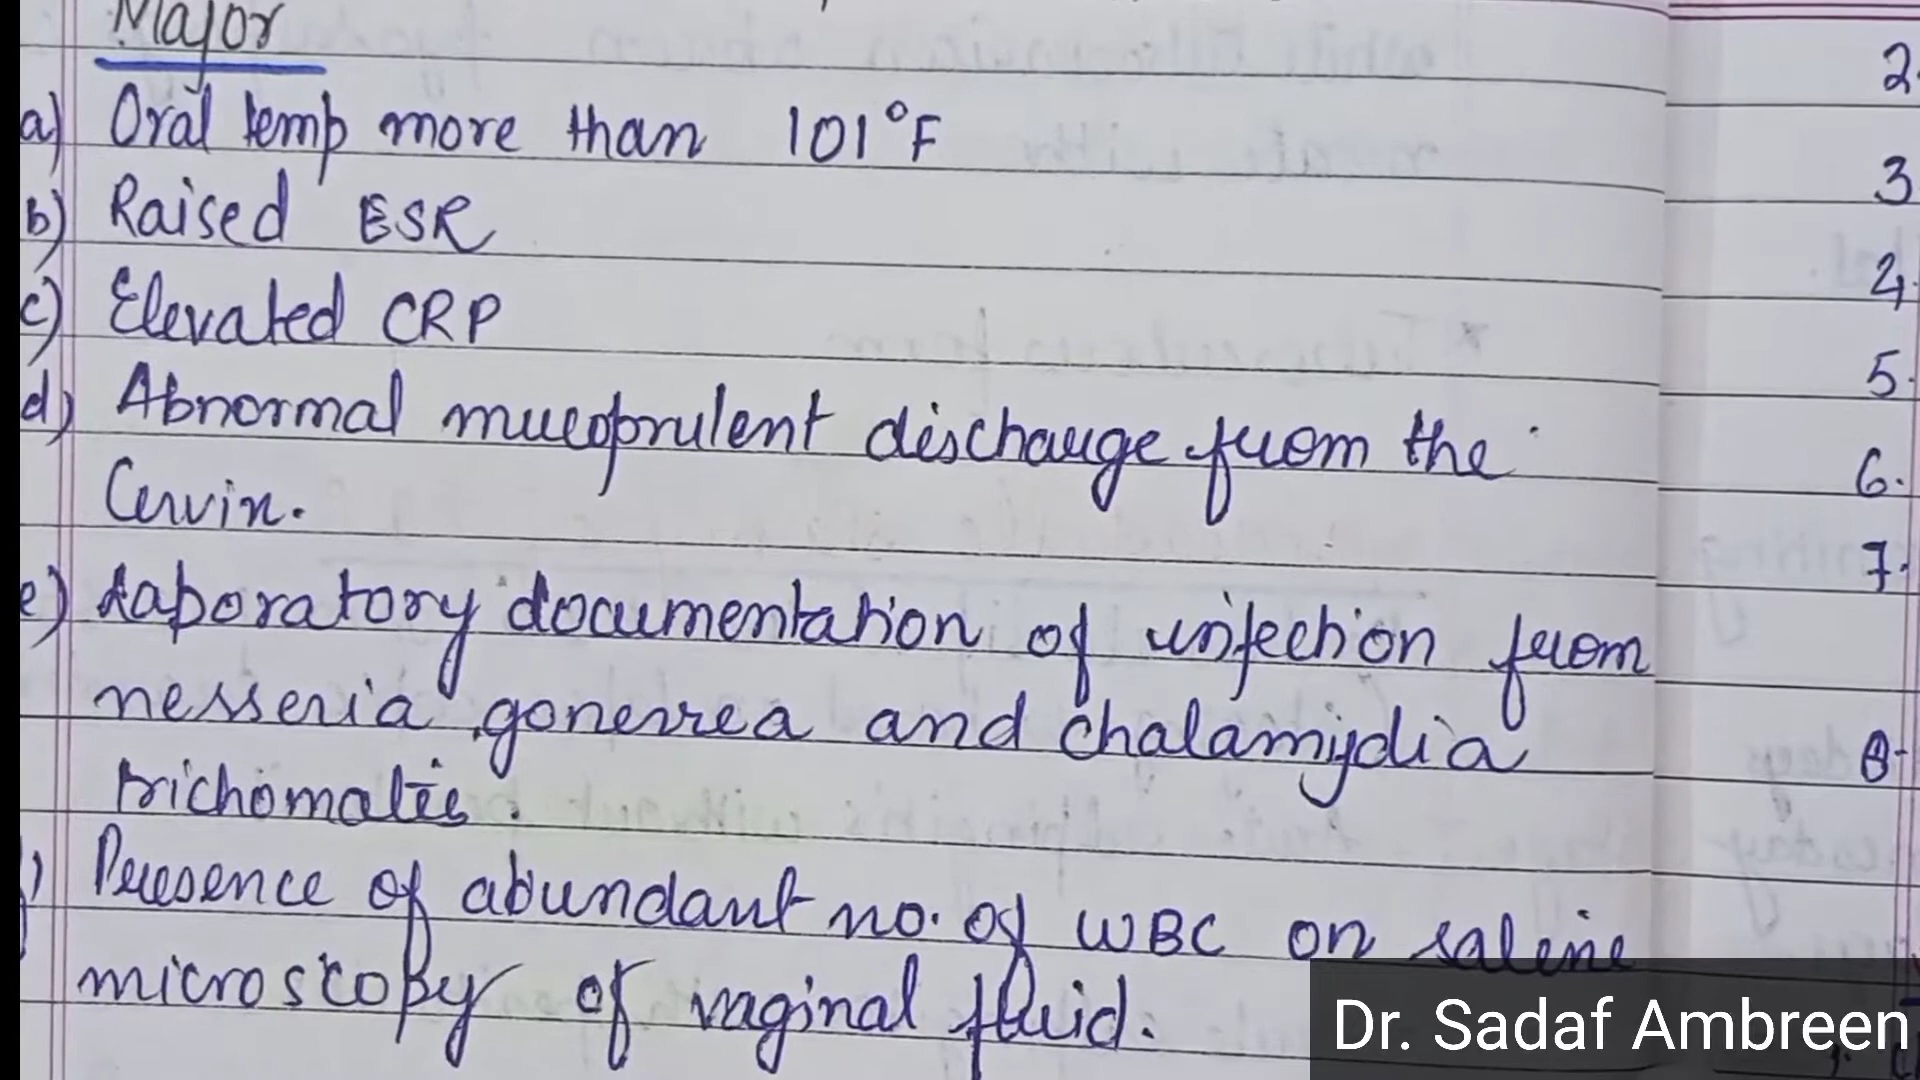 Major
a) Oral temp more than 101°F
b) Raised ESR
c) Elevated CRP
d) Abnormal mucoprulent discharge from the
Cervix.
e) Laboratory documentation of infection from
nesseria gonerrea and chalamydia
trichomatis.
f) Presence of abundant no. of WBC on saline
microscopy of vaginal fluid.
2.
3.
4.
5.
6.
7.
8.
Dr. Sadaf Ambreen